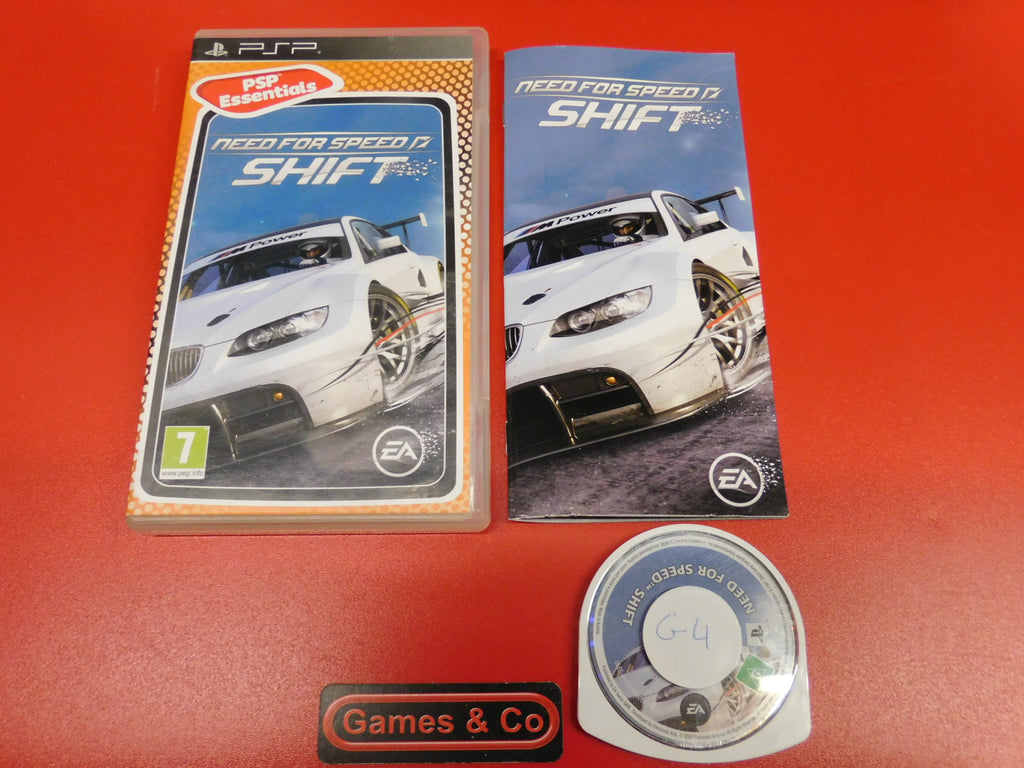 PSP
PSP
Essentials
NEED FOR SPEED
SHIFT
M Power
7
www.pegi.info
EA
NEED FOR SPEED
SHIFT
M Power
EA
NEED FOR SPEED™ SHIFT
G-4
EA
Games & Co